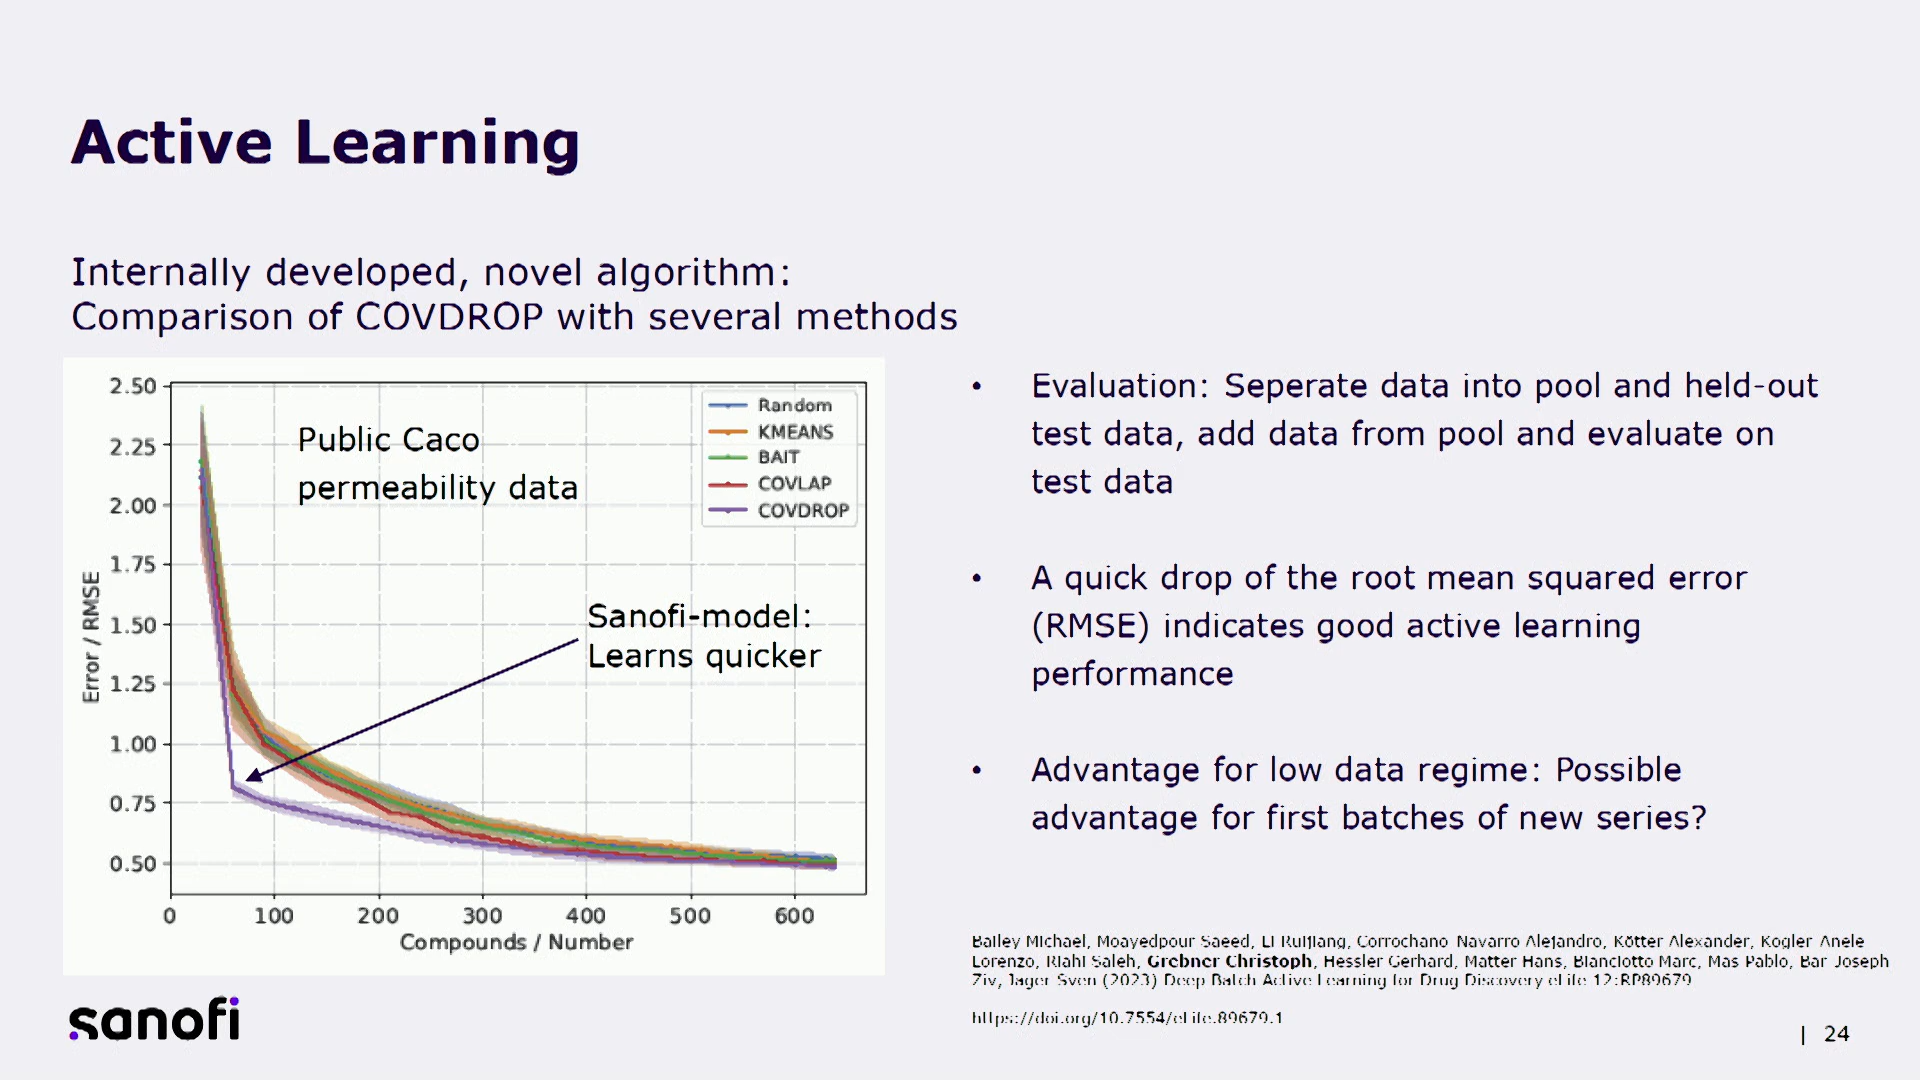 Active Learning
Internally developed, novel algorithm:
Comparison of COVDROP with several methods
2.50
2.25
2.00
1.75
1.50
1.25
1.00
0.75
0.50
Error / RMSE
Public Caco
permeability data
Random
KMEANS
BAIT
COVLAP
COVDROP
Sanofi-model:
Learns quicker
0 100 200 300 400 500 600
Compounds / Number
• Evaluation: Seperate data into pool and held-out
test data, add data from pool and evaluate on
test data
• A quick drop of the root mean squared error
(RMSE) indicates good active learning
performance
• Advantage for low data regime: Possible
advantage for first batches of new series?
Bailey Michael, Moayedpour Saeed, Li Ruijiang, Corrochano-Navarro Alejandro, Kötter Alexander, Kogler-Anele
Lorenzo, Riahi Saleh, Grebner Christoph, Hessler Gerhard, Matter Hans, Bianciotto Marc, Mas Pablo, Bar-Joseph
Ziv, Jager Sven (2023) Deep Batch Active Learning for Drug Discovery eLife 12:RP89679
https://doi.org/10.7554/eLife.89679.1
sanofi
| 24